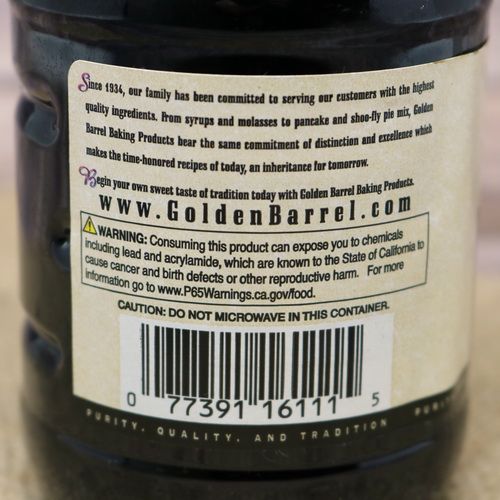 Since 1934, our family has been committed to serving our customers with the highest
quality ingredients. From syrups and molasses to pancake and shoo-fly pie mix, Golden
Barrel Baking Products bear the same commitment of distinction and excellence which
makes the time-honored recipes of today, an inheritance for tomorrow.
Begin your own sweet taste of tradition today with Golden Barrel Baking Products.
www.GoldenBarrel.com
WARNING: Consuming this product can expose you to chemicals
including lead and acrylamide, which are known to the State of California to
cause cancer and birth defects or other reproductive harm. For more
information go to www.P65Warnings.ca.gov/food.
CAUTION: DO NOT MICROWAVE IN THIS CONTAINER.
0 77391 16111 5
PURITY, QUALITY, AND TRADITION